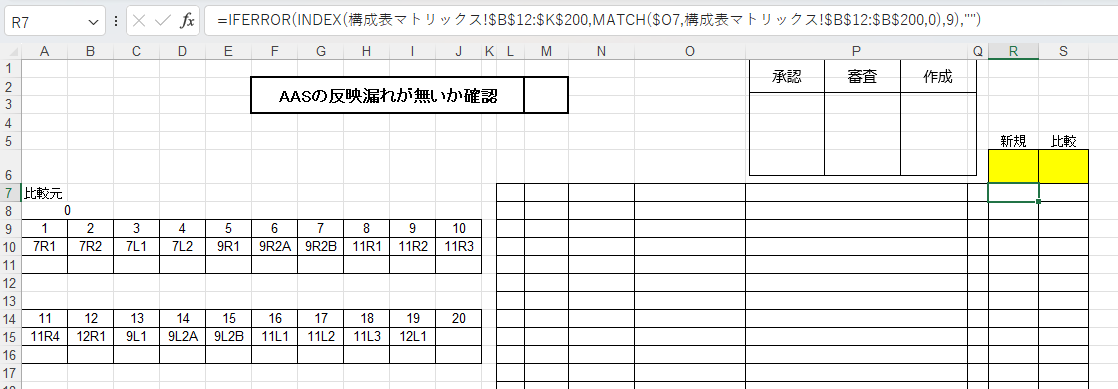 R7 =IFERROR(INDEX(構成表マトリックス!$B$12:$K$200,MATCH($O7,構成表マトリックス!$B$12:$B$200,0),9),"")
A B C D E F G H I J K L M N O P Q R S
1
承認 審査 作成
2
AASの反映漏れが無いか確認
3
4
5
新規 比較
6
7 比較元
8 0
9 1 2 3 4 5 6 7 8 9 10
10 7R1 7R2 7L1 7L2 9R1 9R2A 9R2B 11R1 11R2 11R3
11
12
13
14 11 12 13 14 15 16 17 18 19 20
15 11R4 12R1 9L1 9L2A 9L2B 11L1 11L2 11L3 12L1
16
17